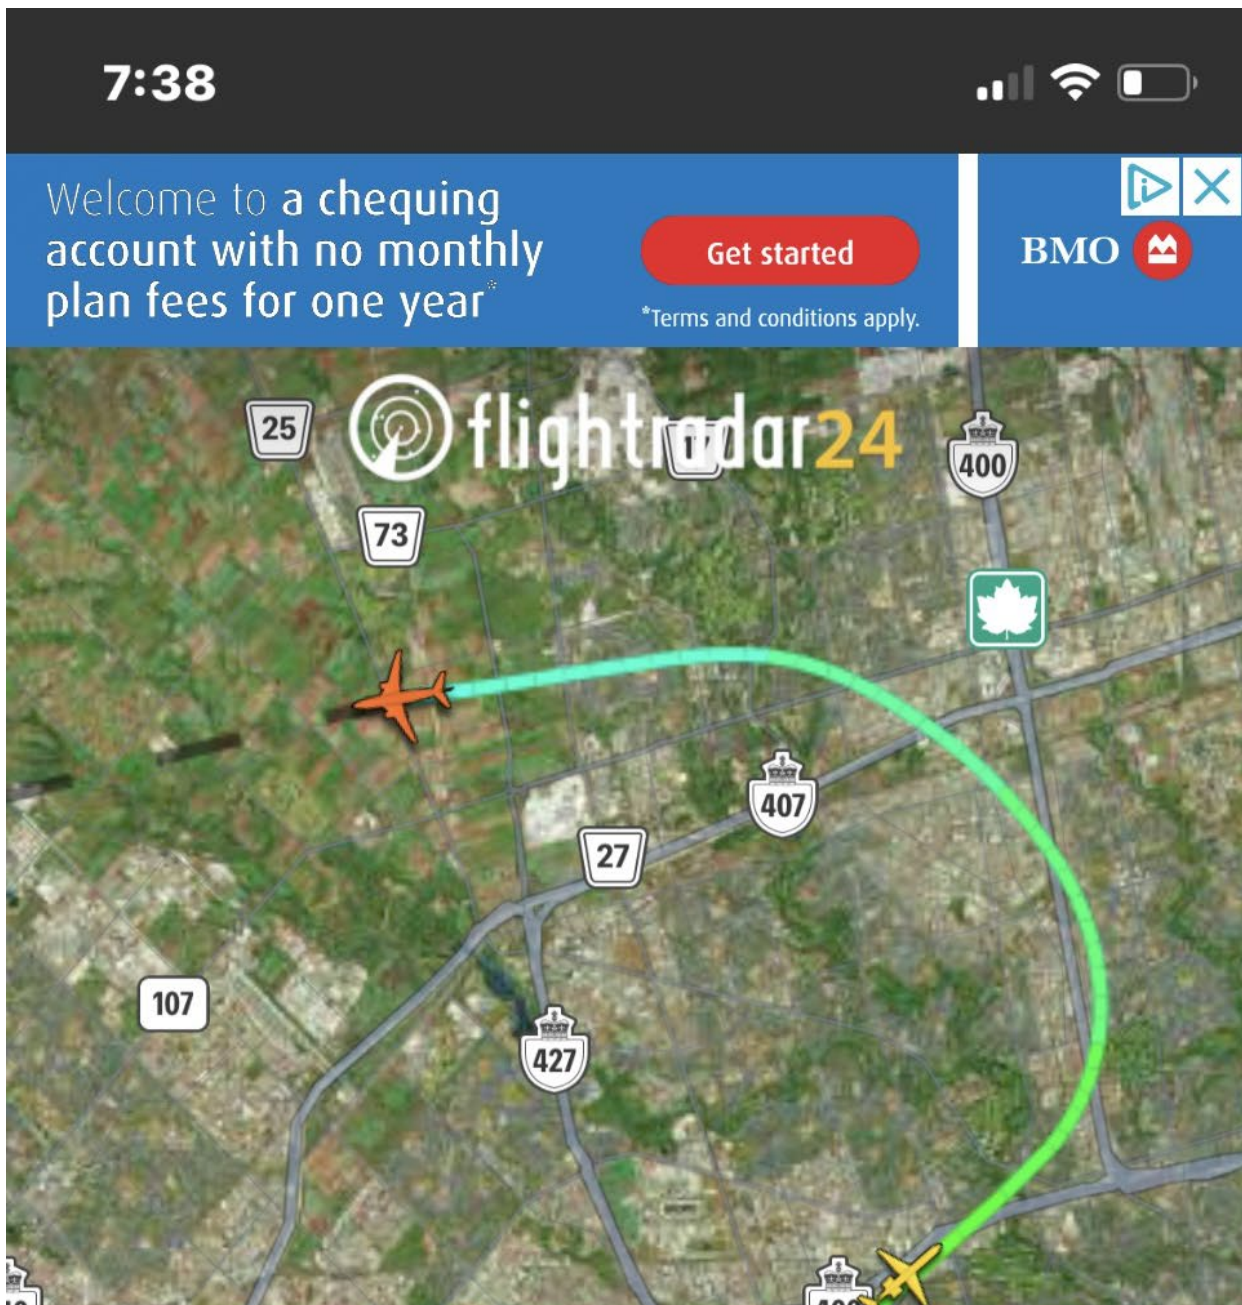 7:38
Welcome to a chequing
account with no monthly
plan fees for one year*
Get started
*Terms and conditions apply.
BMO
flightradar24
25
17
400
73
407
27
107
427